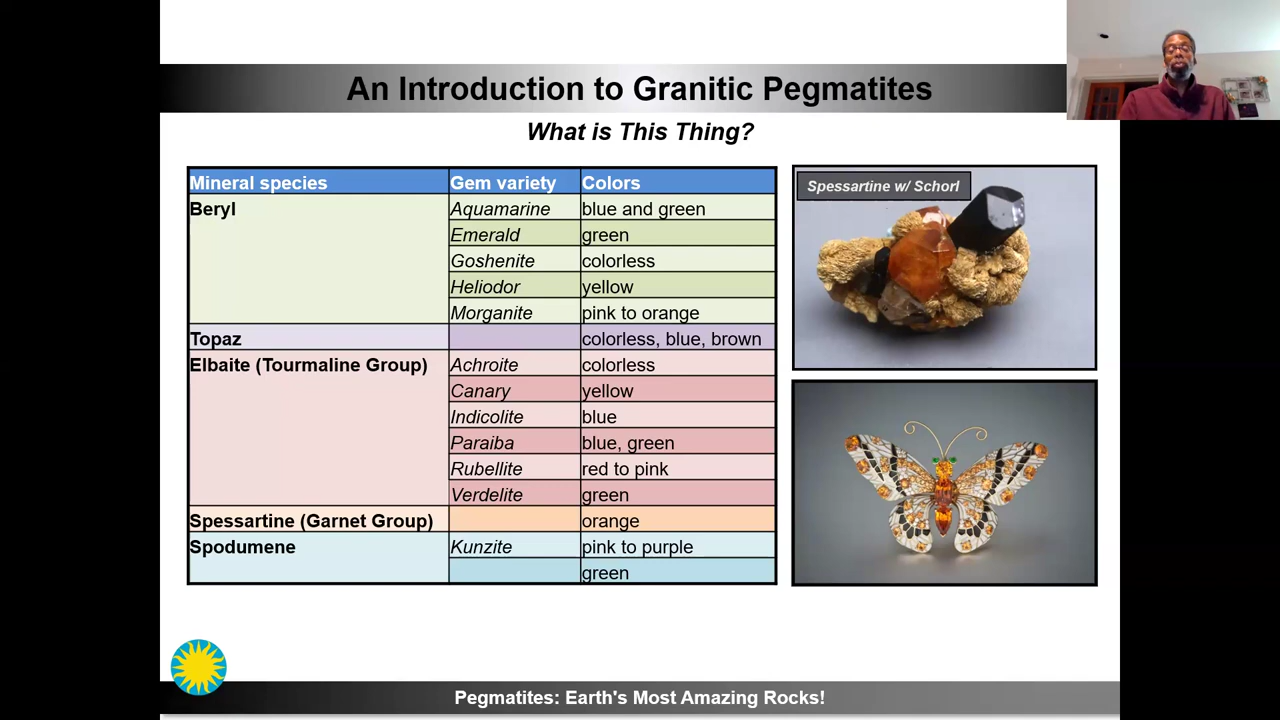 An Introduction to Granitic Pegmatites
What is This Thing?
Mineral species Gem variety Colors
Beryl Aquamarine blue and green
Emerald green
Goshenite colorless
Heliodor yellow
Morganite pink to orange
Topaz colorless, blue, brown
Elbaite (Tourmaline Group) Achroite colorless
Canary yellow
Indicolite blue
Paraiba blue, green
Rubellite red to pink
Verdelite green
Spessartine (Garnet Group) orange
Spodumene Kunzite pink to purple
green
Spessartine w/ Schorl
Pegmatites: Earth's Most Amazing Rocks!